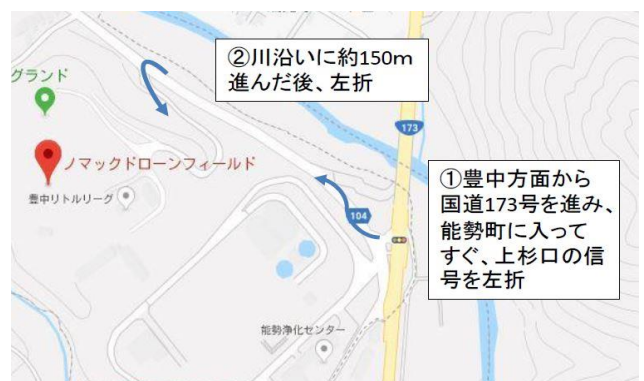 ②川沿いに約150m
進んだ後、左折
グランド
173
ノマックドローンフィールド
豊中リトルリーグ
①豊中方面から
国道173号を進み、
能勢町に入って
すぐ、上杉口の信
号を左折
104
能勢浄化センター